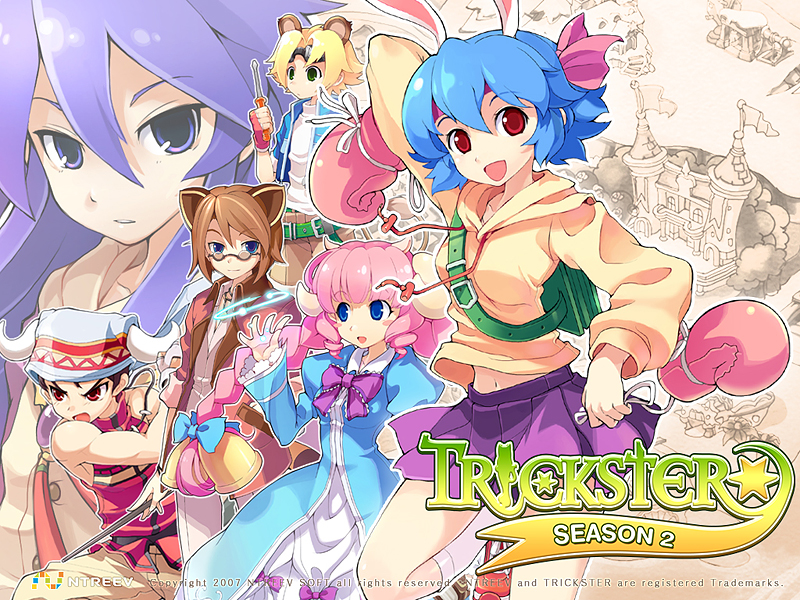 TRICKSTER
SEASON 2
NTREEV Copyright 2007 NTREEV SOFT all rights reserved. NTREEV and TRICKSTER are registered Trademarks.